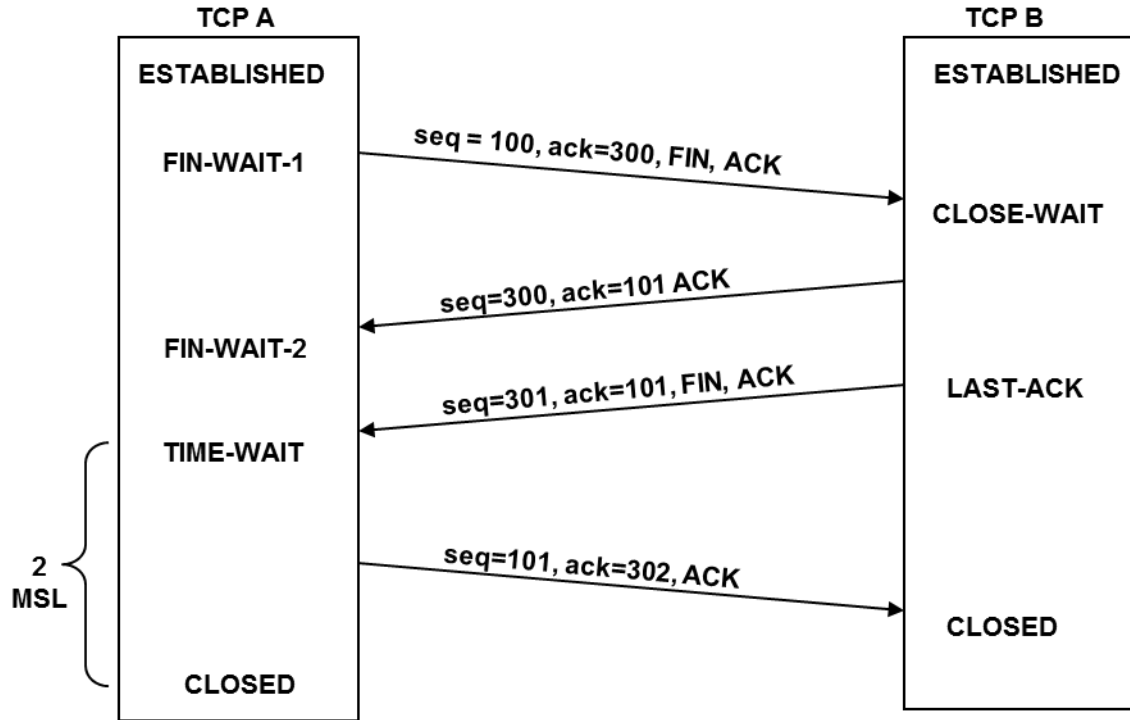 TCP A
TCP B
ESTABLISHED
ESTABLISHED
seq = 100, ack=300, FIN, ACK
FIN-WAIT-1
CLOSE-WAIT
seq=300, ack=101 ACK
FIN-WAIT-2
seq=301, ack=101, FIN, ACK
LAST-ACK
TIME-WAIT
seq=101, ack=302, ACK
2
MSL
CLOSED
CLOSED